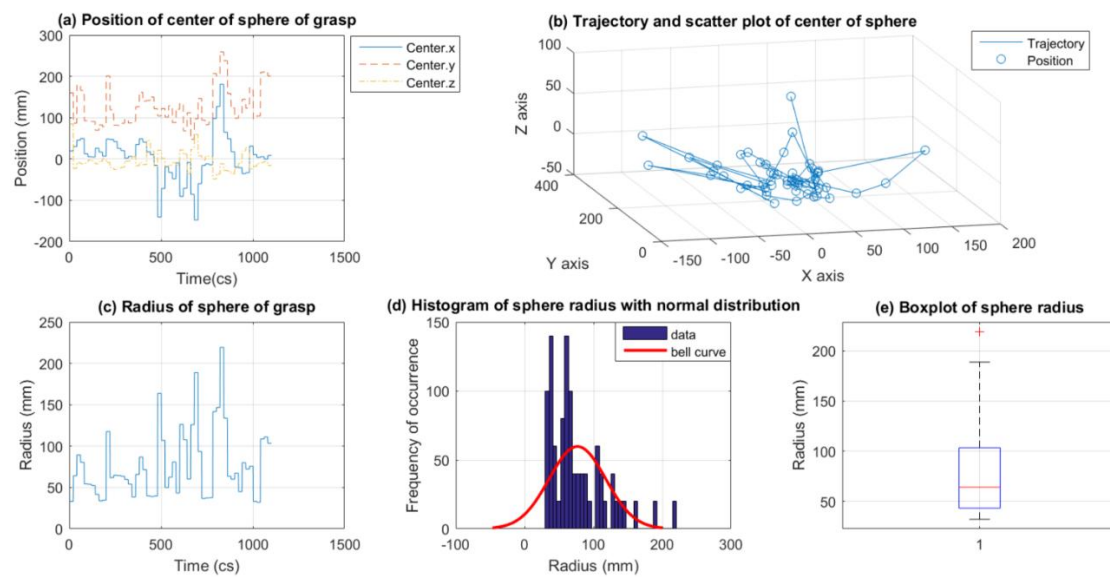 (a) Position of center of sphere of grasp
300
200
100
0
-100
-200
Position (mm)
0
500
1000
1500
Time(cs)
Center.x
Center.y
Center.z
(b) Trajectory and scatter plot of center of sphere
100
50
0
-50
Z axis
400
200
0
Y axis
-150
-100
-50
0
50
100
150
200
X axis
Trajectory
Position
(c) Radius of sphere of grasp
250
200
150
100
50
0
Radius (mm)
0
500
1000
1500
Time (cs)
(d) Histogram of sphere radius with normal distribution
150
100
50
0
Frequency of occurrence
-100
0
100
200
300
Radius (mm)
data
bell curve
(e) Boxplot of sphere radius
200
150
100
50
Radius (mm)
1